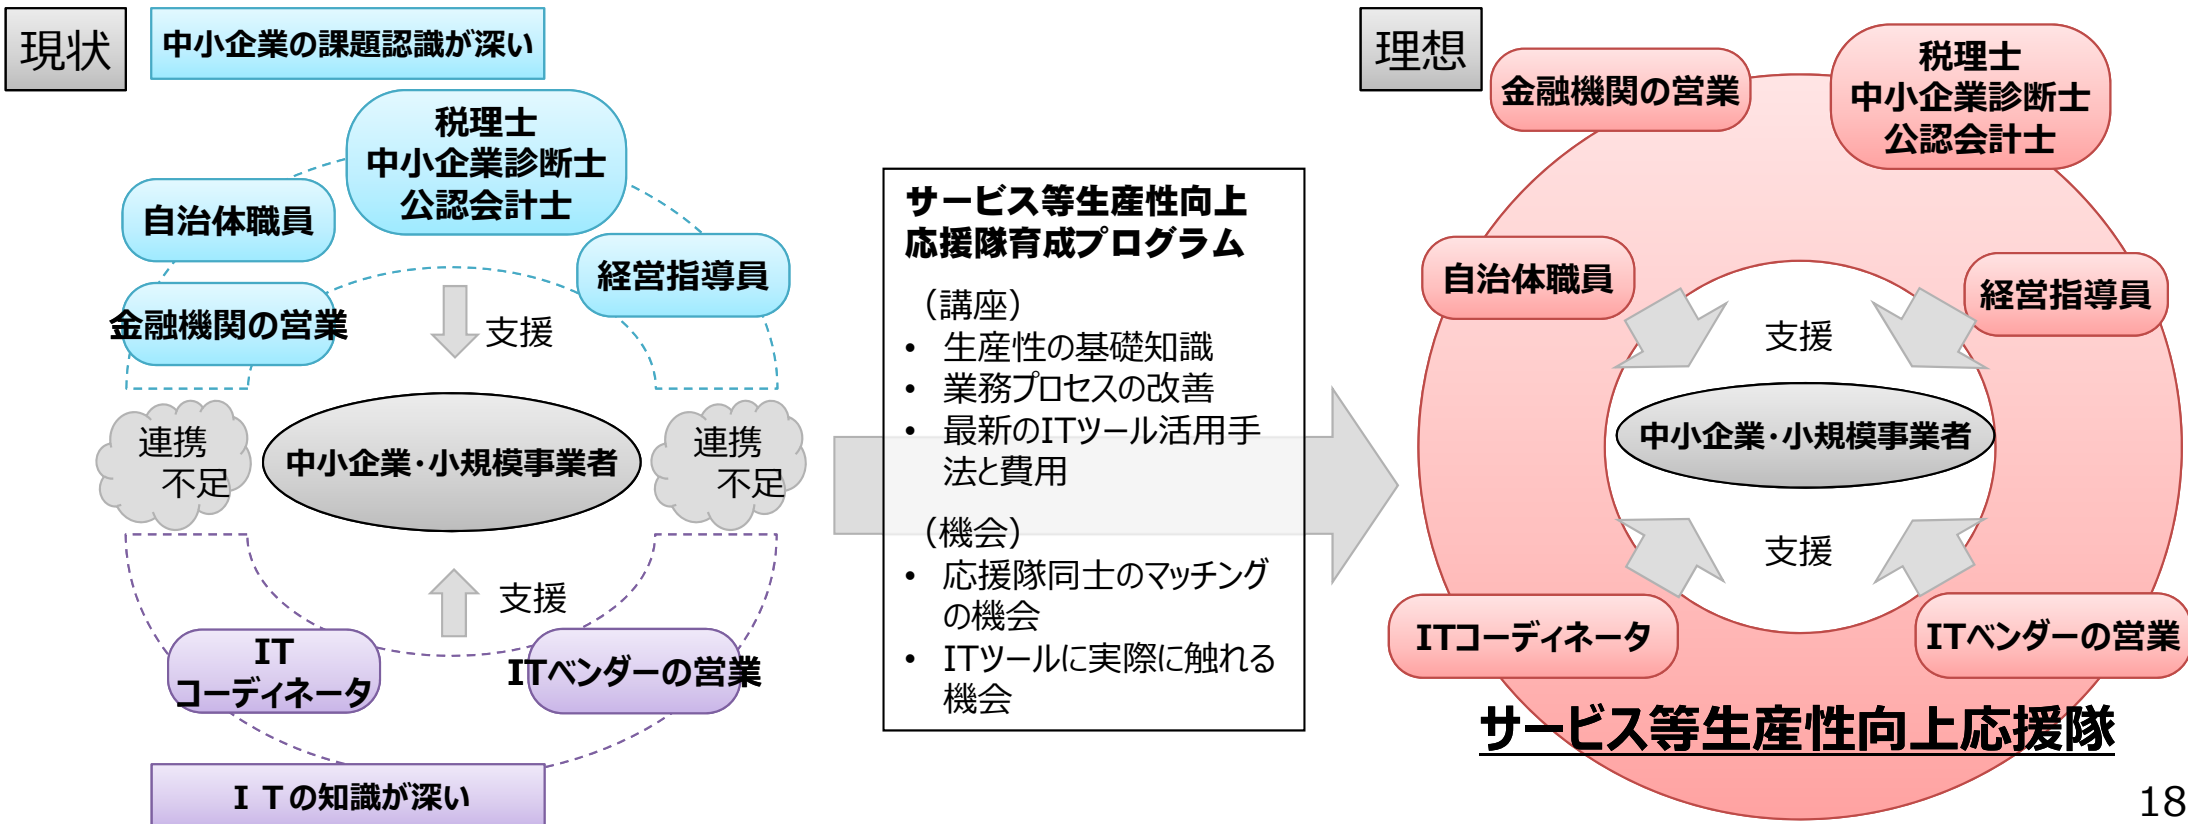 現状
中小企業の課題認識が深い
税理士
中小企業診断士
公認会計士
自治体職員
経営指導員
金融機関の営業
支援
連携
不足
中小企業・小規模事業者
連携
不足
支援
IT
コーディネータ
ITベンダーの営業
ＩＴの知識が深い
サービス等生産性向上
応援隊育成プログラム
（講座）
• 生産性の基礎知識
• 業務プロセスの改善
• 最新のITツール活用手
法と費用
（機会）
• 応援隊同士のマッチング
の機会
• ITツールに実際に触れる
機会
理想
金融機関の営業
税理士
中小企業診断士
公認会計士
自治体職員
経営指導員
支援
中小企業・小規模事業者
支援
ITコーディネータ
ITベンダーの営業
サービス等生産性向上応援隊
18